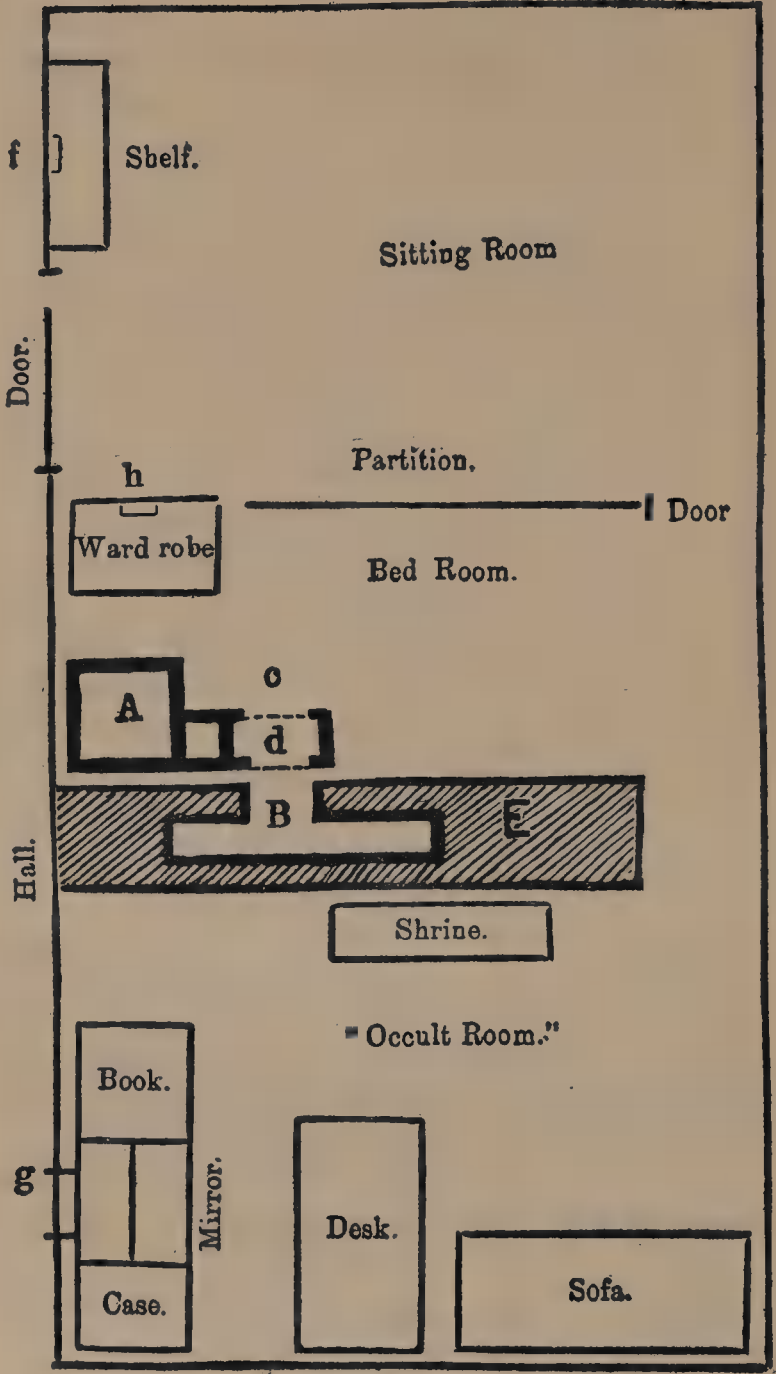 f
Shelf.
Sitting Room
Door.
Partition.
h
Door
Ward robe
Bed Room.
A
c
d
B
E
Hall.
Shrine.
"Occult Room."
Book.
g
Mirror.
Desk.
Case.
Sofa.